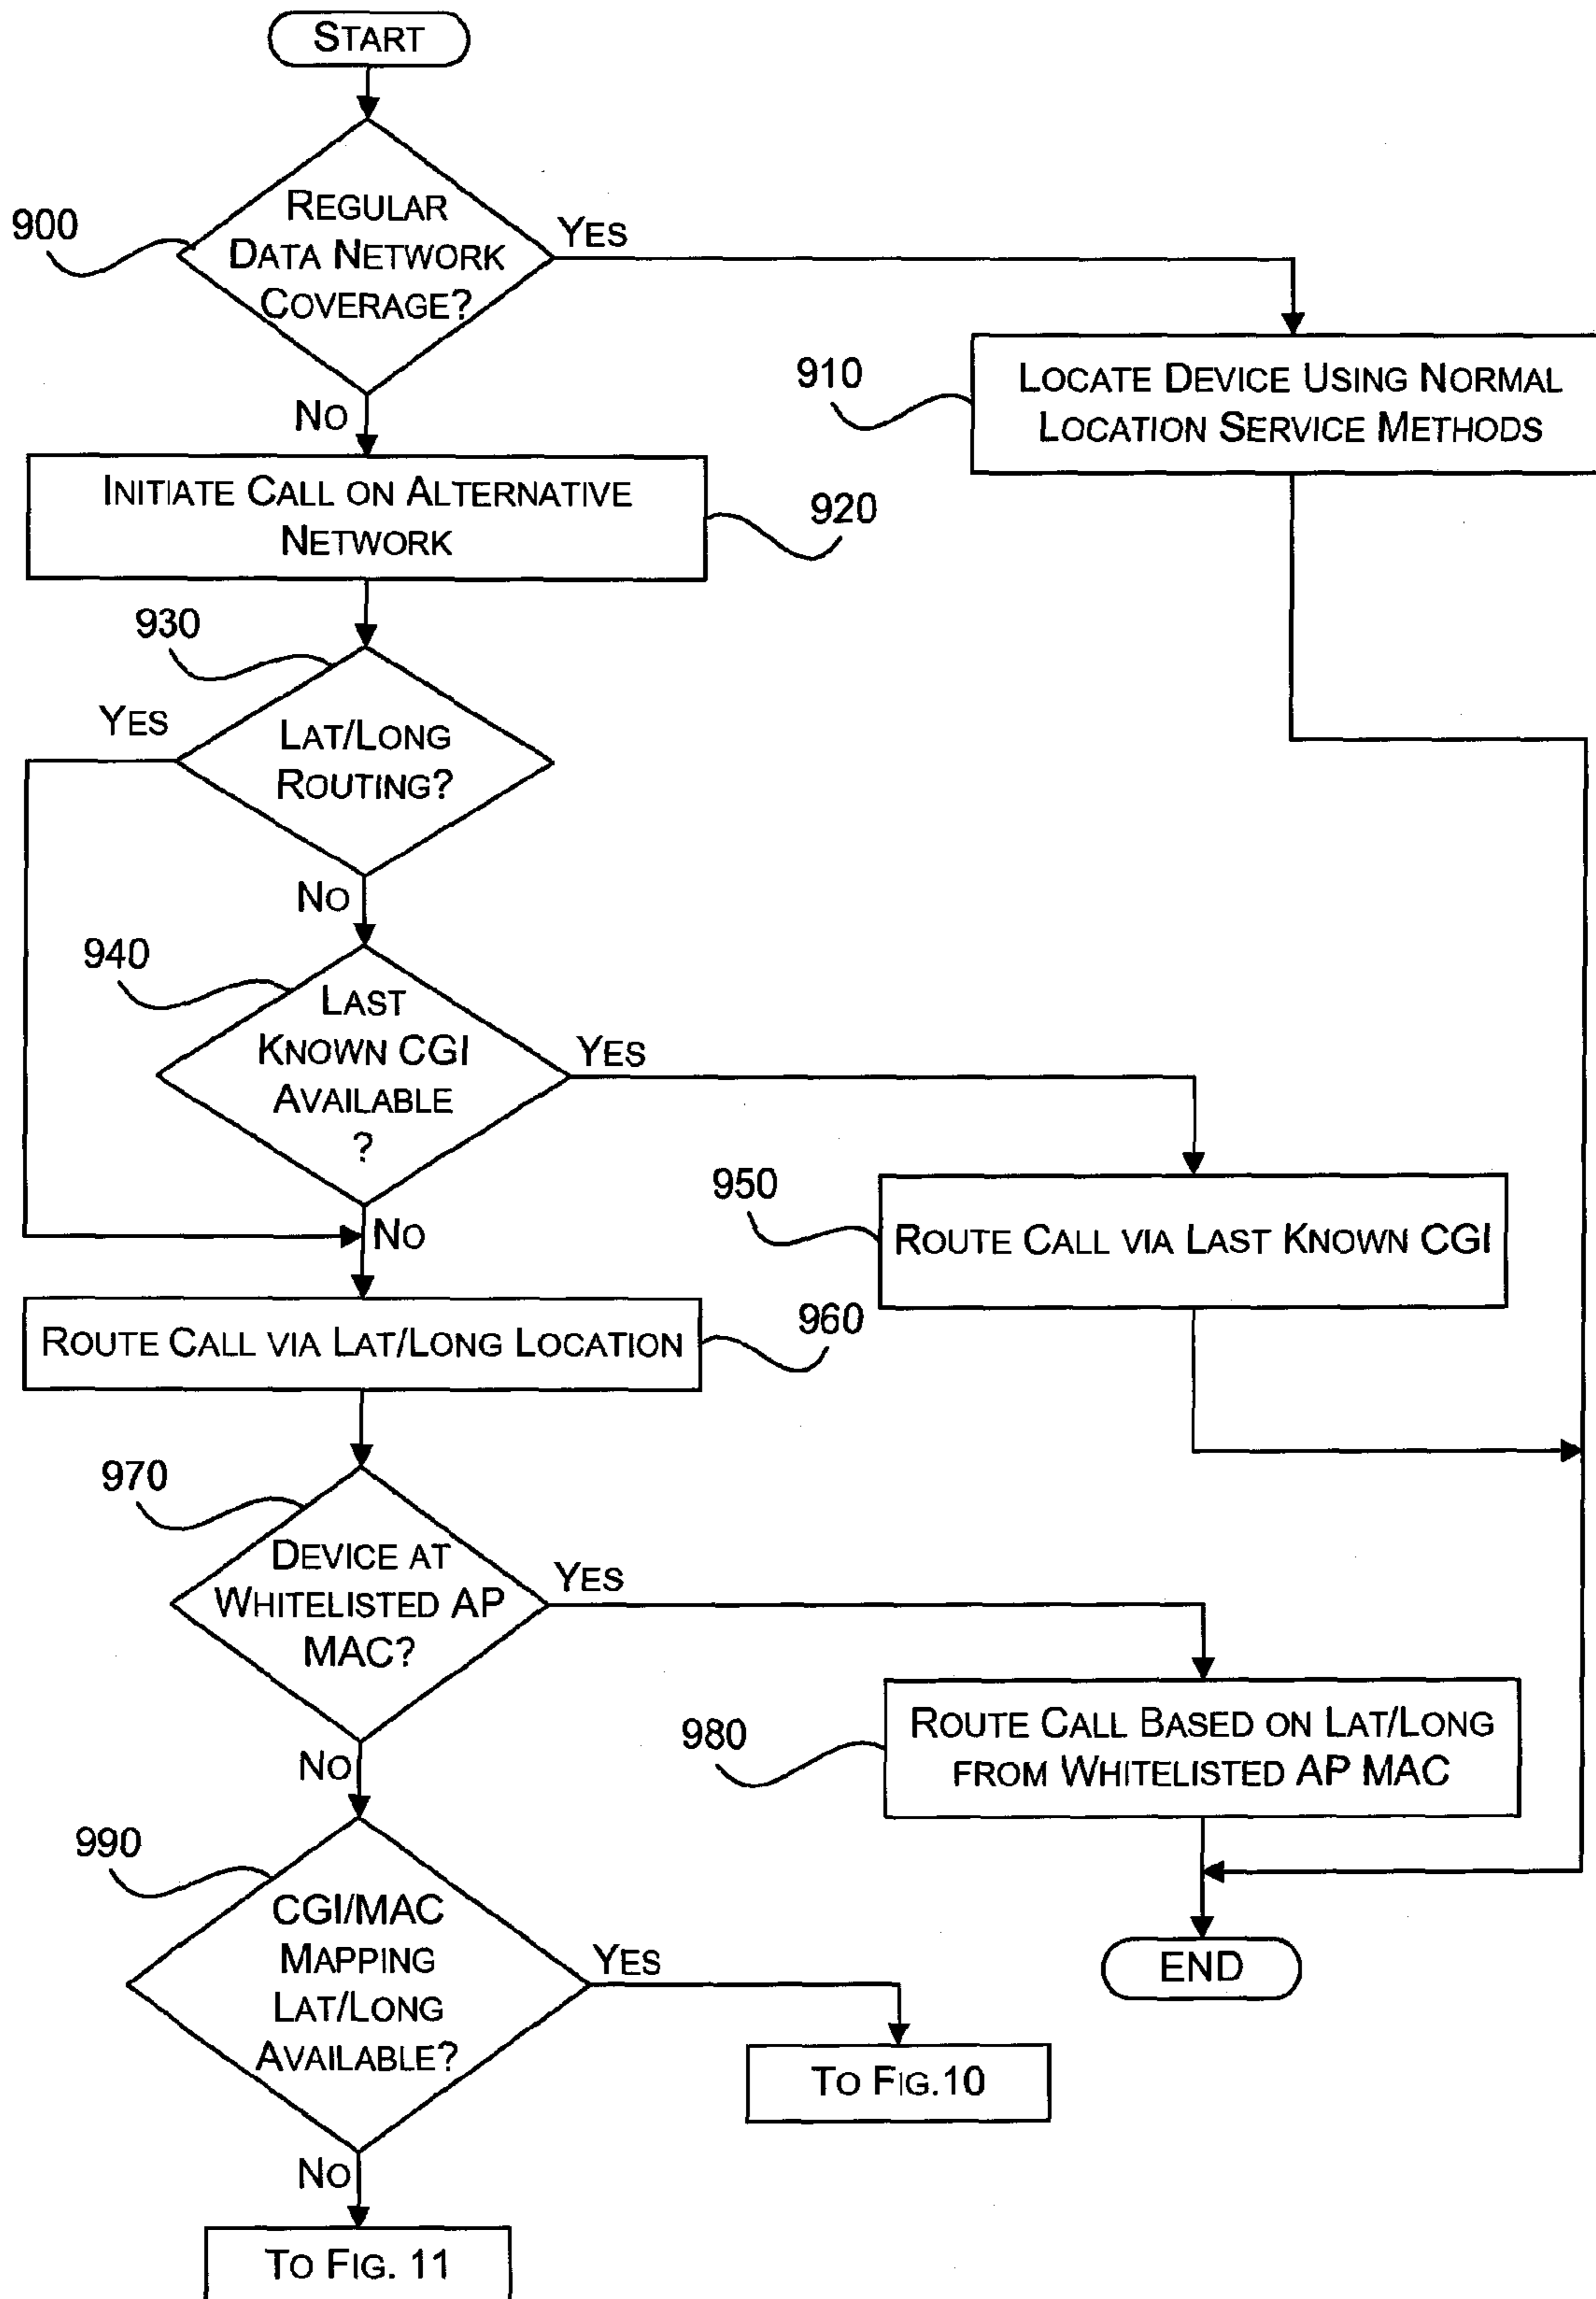 START
900
REGULAR
DATA NETWORK
COVERAGE?
YES
NO
910
LOCATE DEVICE USING NORMAL
LOCATION SERVICE METHODS
INITIATE CALL ON ALTERNATIVE
NETWORK
920
930
YES
LAT/LONG
ROUTING?
NO
940
LAST
KNOWN CGI
AVAILABLE
?
YES
NO
950
ROUTE CALL VIA LAST KNOWN CGI
ROUTE CALL VIA LAT/LONG LOCATION
960
970
DEVICE AT
WHITELISTED AP
MAC?
YES
NO
980
ROUTE CALL BASED ON LAT/LONG
FROM WHITELISTED AP MAC
990
CGI/MAC
MAPPING
LAT/LONG
AVAILABLE?
YES
NO
END
TO FIG.10
TO FIG. 11